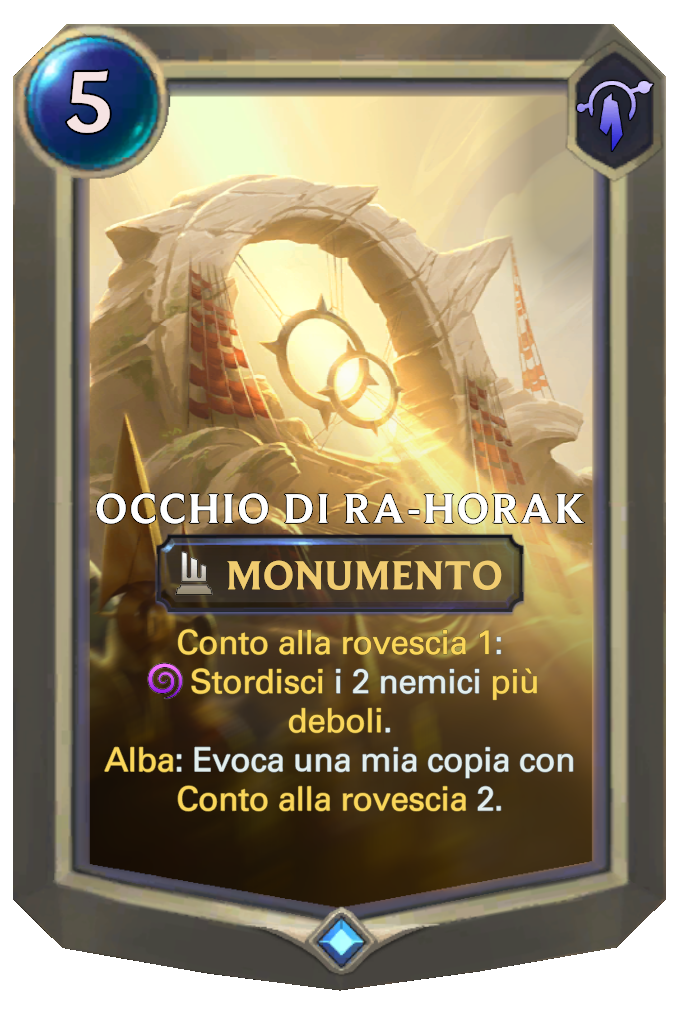 5
OCCHIO DI RA-HORAK
MONUMENTO
Conto alla rovescia 1:
Stordisci i 2 nemici più
deboli.
Alba: Evoca una mia copia con
Conto alla rovescia 2.